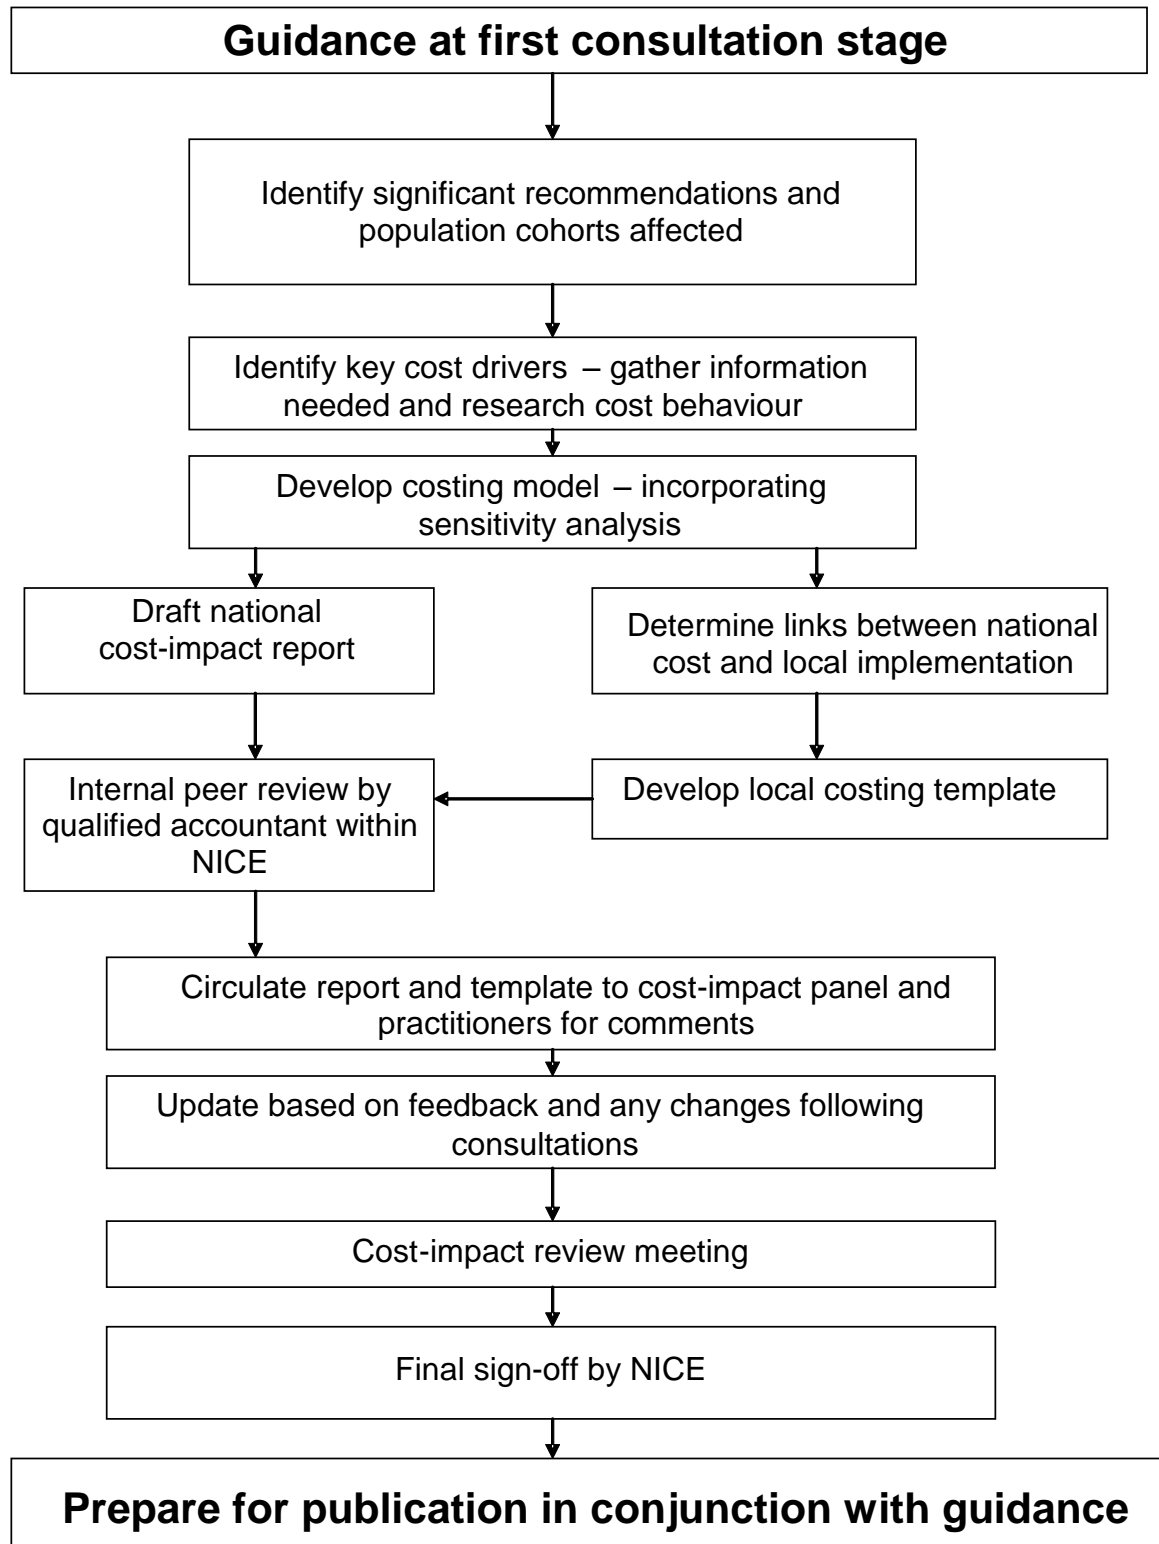 Guidance at first consultation stage
Identify significant recommendations and
population cohorts affected
Identify key cost drivers – gather information
needed and research cost behaviour
Develop costing model – incorporating
sensitivity analysis
Draft national
cost-impact report
Determine links between national
cost and local implementation
Internal peer review by
qualified accountant within
NICE
Develop local costing template
Circulate report and template to cost-impact panel and
practitioners for comments
Update based on feedback and any changes following
consultations
Cost-impact review meeting
Final sign-off by NICE
Prepare for publication in conjunction with guidance